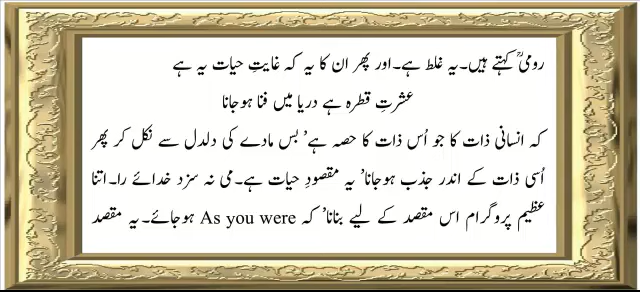 رومیؒ کہتے ہیں۔ یہ غلط ہے۔ اور پھر ان کا یہ کہ غایتِ حیات یہ ہے
عشرتِ قطرہ ہے دریا میں فنا ہوجانا
کہ انسانی ذات کا جو اُس ذات کا حصہ ہے‘ بس مادے کی دلدل سے نکل کر پھر
اُسی ذات کے اندر جذب ہوجانا‘ یہ مقصودِ حیات ہے۔ می نہ سزد خدائے را۔ اتنا
عظیم پروگرام اس مقصد کے لیے بنانا‘ کہ As you were ہوجائے۔ یہ مقصد